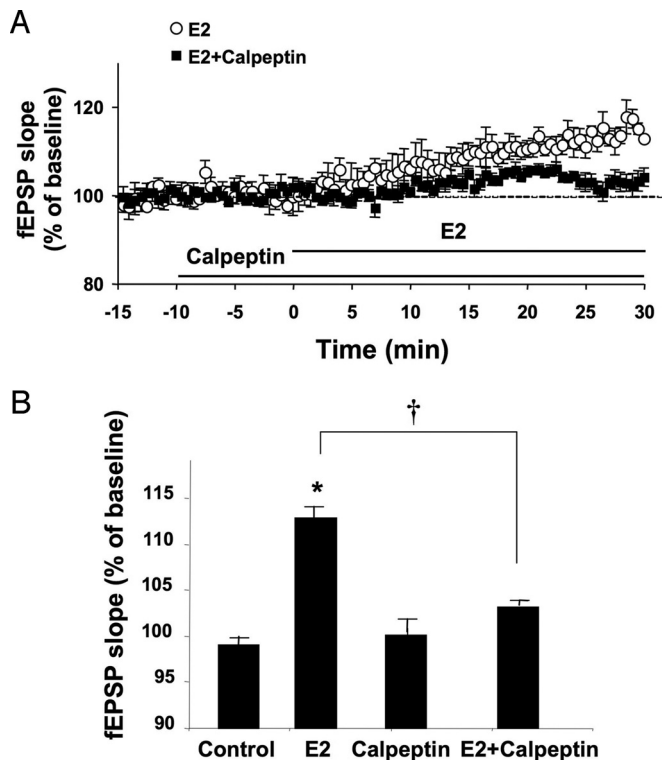 A
E2
E2+Calpeptin
fEPSP slope
(% of baseline)
120
100
80
E2
Calpeptin
-15 -10 -5 0 5 10 15 20 25 30
Time (min)
B
†
fEPSP slope (% of baseline)
115
110
105
100
95
90
*
Control E2 Calpeptin E2+Calpeptin